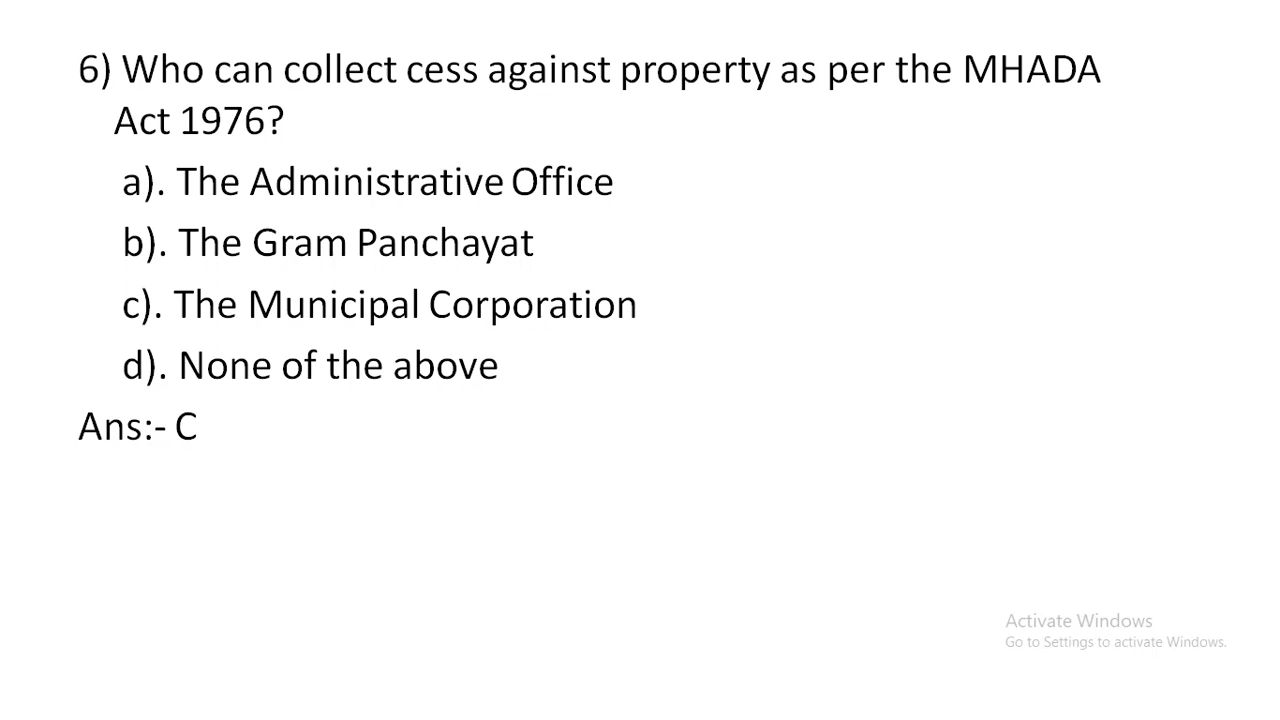 6) Who can collect cess against property as per the MHADA
Act 1976?
a). The Administrative Office
b). The Gram Panchayat
c). The Municipal Corporation
d). None of the above
Ans:- C
Activate Windows
Go to Settings to activate Windows.